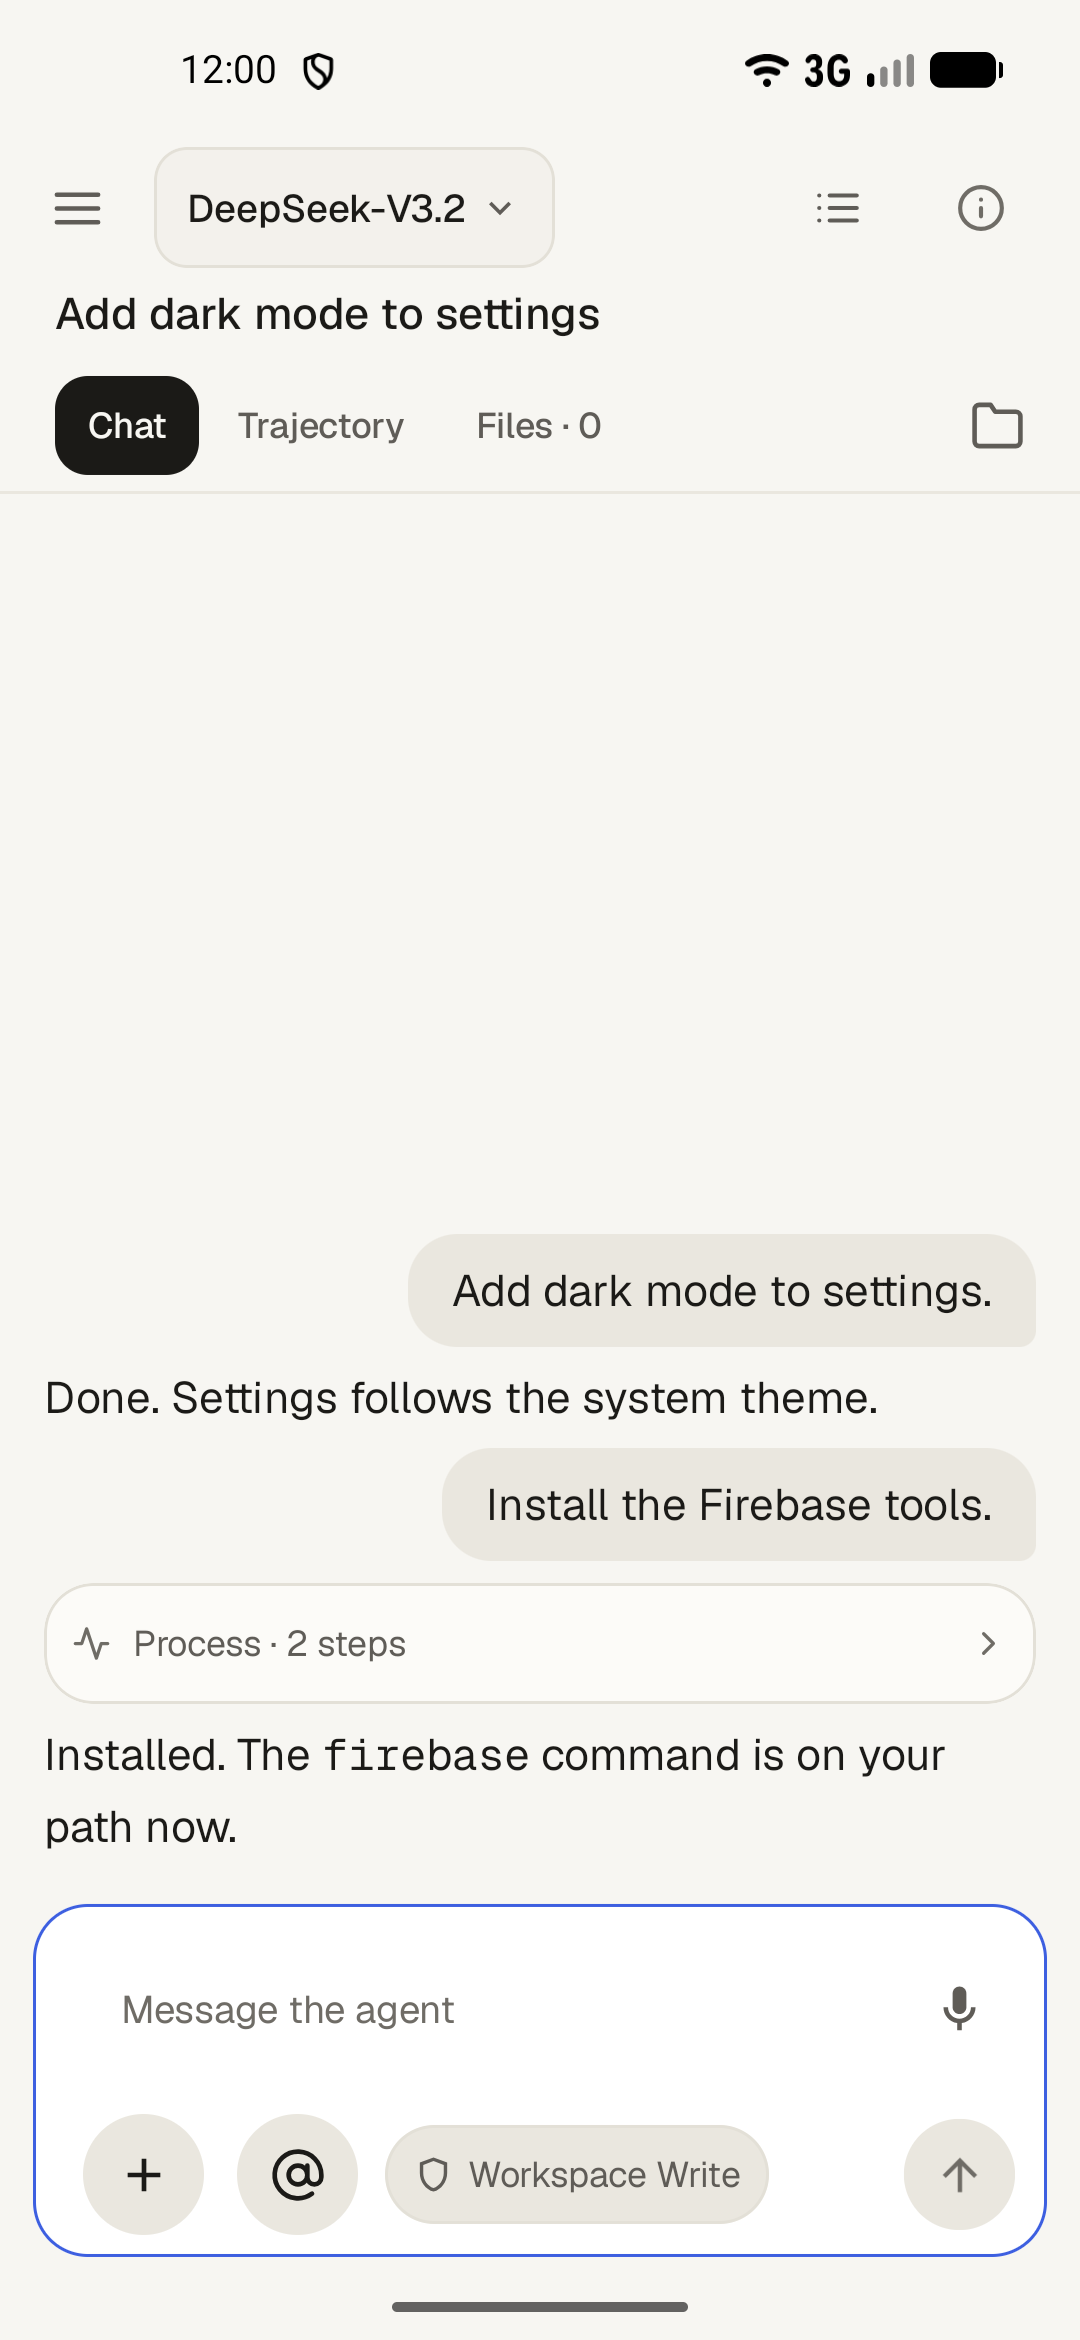 12:00
3G
DeepSeek-V3.2
Add dark mode to settings
Chat
Trajectory
Files · 0
Add dark mode to settings.
Done. Settings follows the system theme.
Install the Firebase tools.
Process · 2 steps
Installed. The firebase command is on your
path now.
Message the agent
Workspace Write